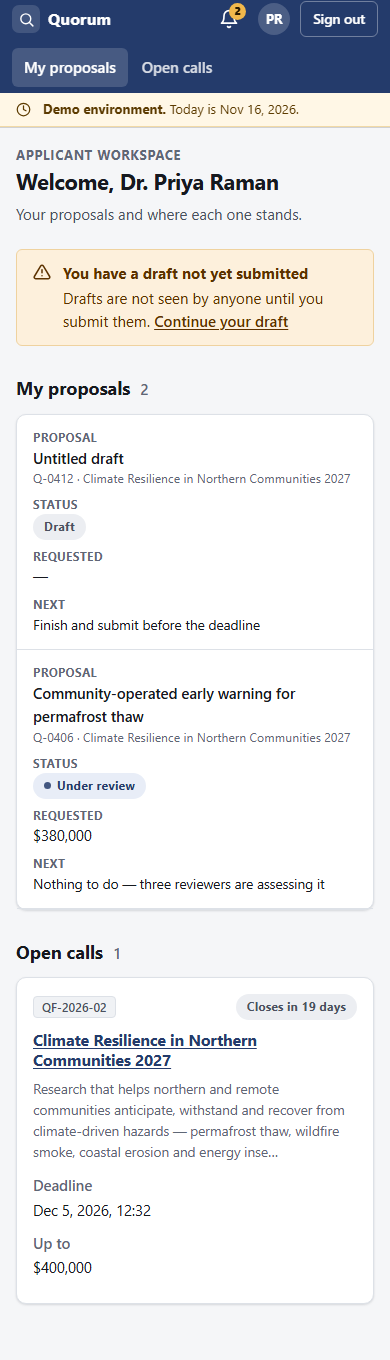 Quorum
2
PR
Sign out
My proposals
Open calls
Demo environment. Today is Nov 16, 2026.
APPLICANT WORKSPACE
Welcome, Dr. Priya Raman
Your proposals and where each one stands.
You have a draft not yet submitted
Drafts are not seen by anyone until you
submit them. Continue your draft
My proposals 2
PROPOSAL
Untitled draft
Q-0412 · Climate Resilience in Northern Communities 2027
STATUS
Draft
REQUESTED
—
NEXT
Finish and submit before the deadline
PROPOSAL
Community-operated early warning for
permafrost thaw
Q-0406 · Climate Resilience in Northern Communities 2027
STATUS
Under review
REQUESTED
$380,000
NEXT
Nothing to do — three reviewers are assessing it
Open calls 1
QF-2026-02
Closes in 19 days
Climate Resilience in Northern
Communities 2027
Research that helps northern and remote
communities anticipate, withstand and recover from
climate-driven hazards — permafrost thaw, wildfire
smoke, coastal erosion and energy inse...
Deadline
Dec 5, 2026, 12:32
Up to
$400,000